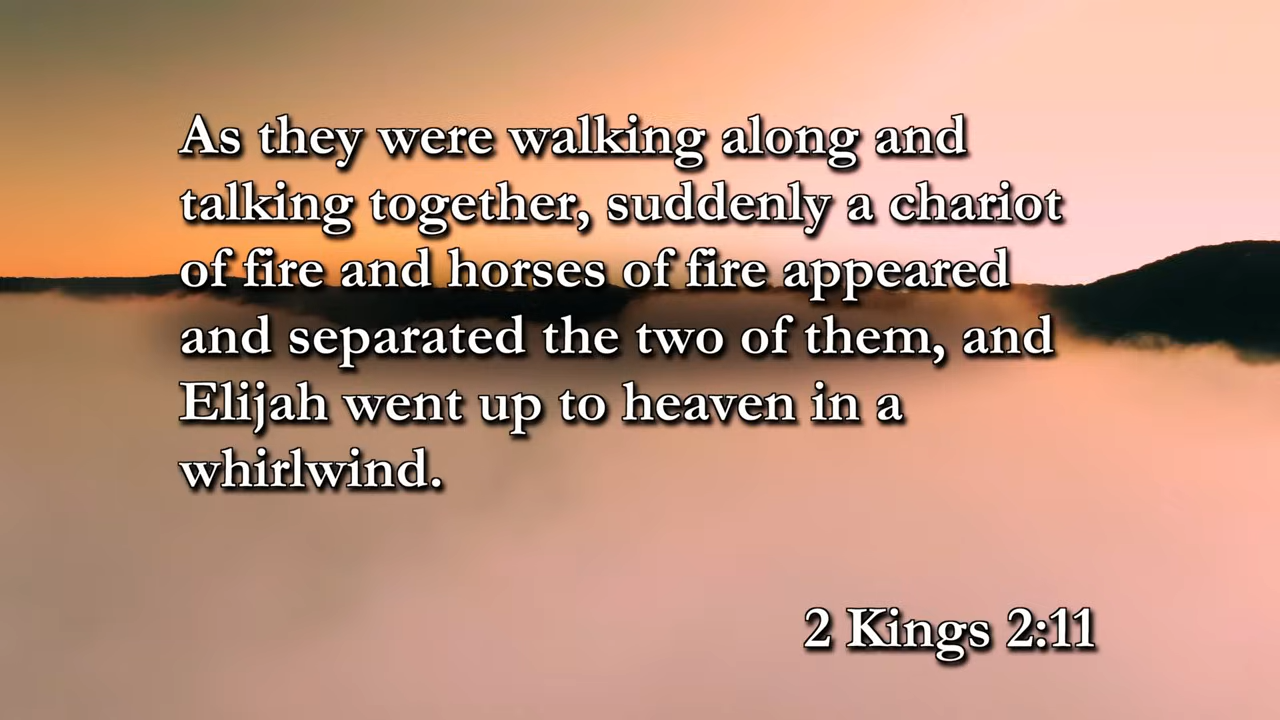 As they were walking along and
talking together, suddenly a chariot
of fire and horses of fire appeared
and separated the two of them, and
Elijah went up to heaven in a
whirlwind.
2 Kings 2:11